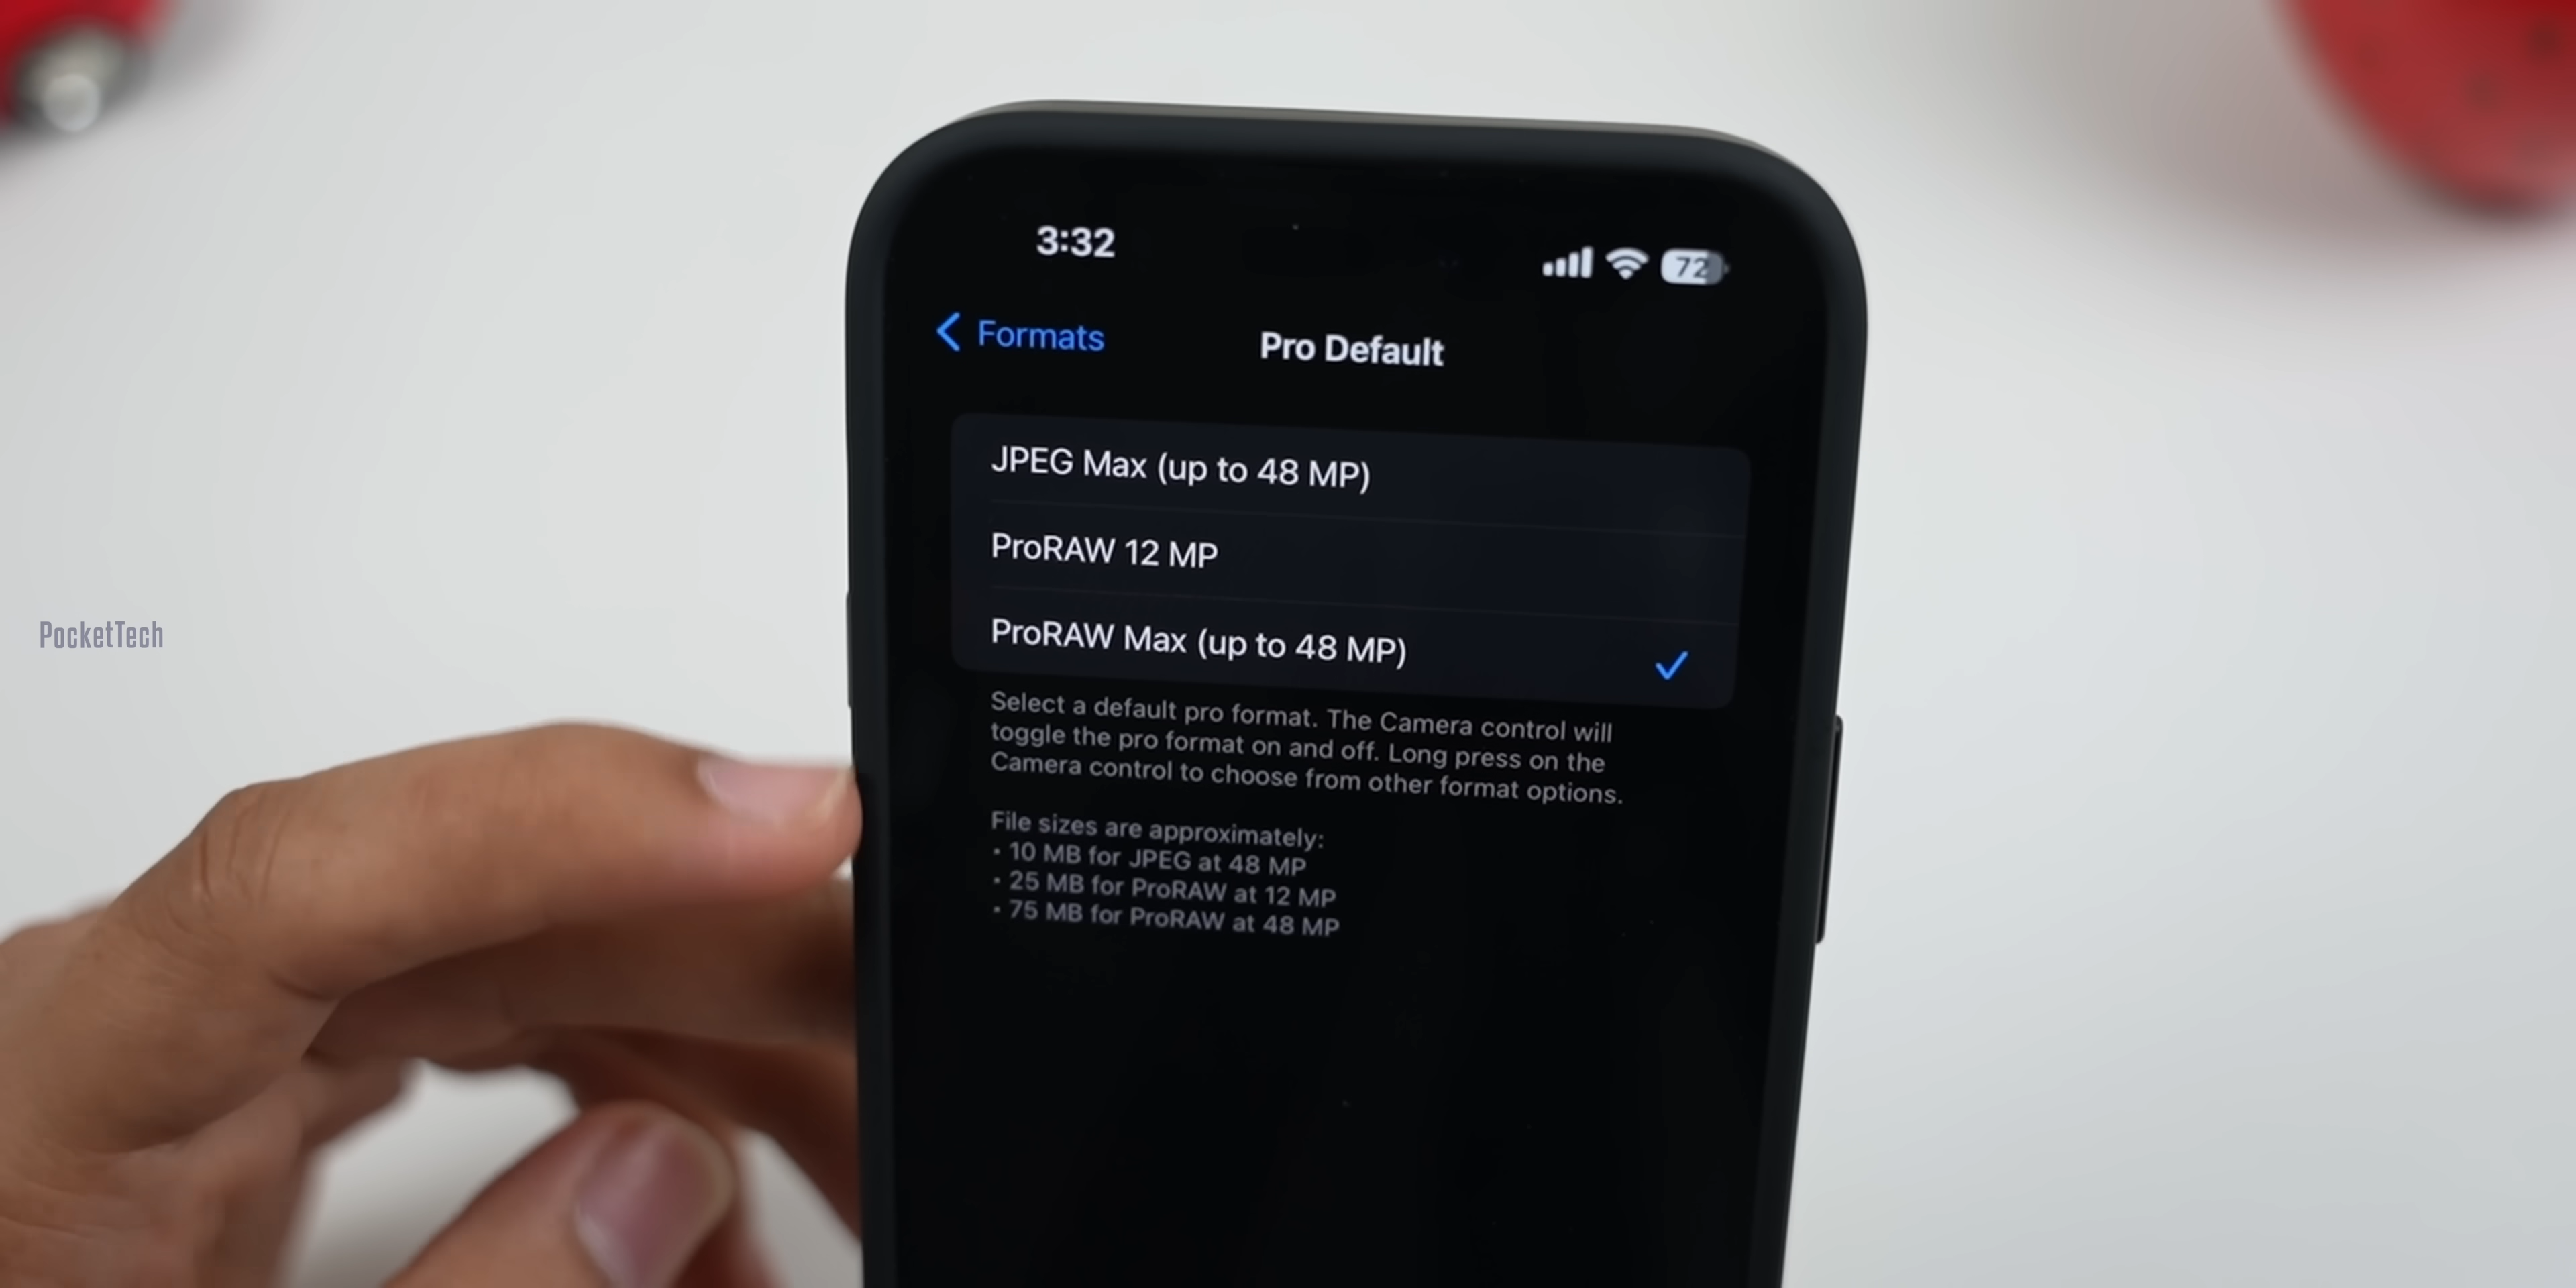 3:32
72
Formats
Pro Default
JPEG Max (up to 48 MP)
ProRAW 12 MP
ProRAW Max (up to 48 MP)
Select a default pro format. The Camera control will
toggle the pro format on and off. Long press on the
Camera control to choose from other format options.
File sizes are approximately:
• 10 MB for JPEG at 48 MP
• 25 MB for ProRAW at 12 MP
• 75 MB for ProRAW at 48 MP
PocketTech